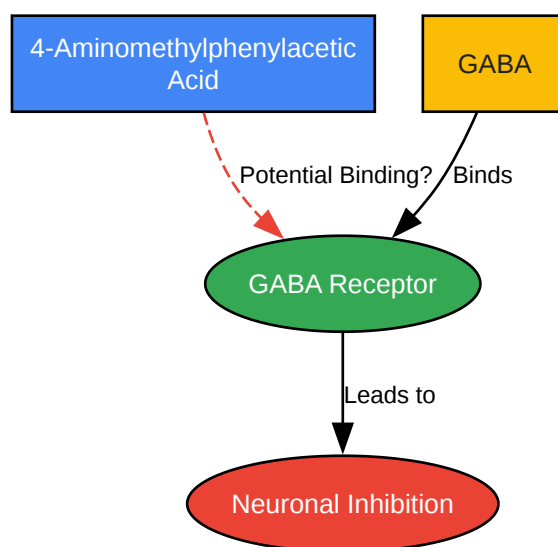 4-Aminomethylphenylacetic
Acid
GABA
Potential Binding?
Binds
GABA Receptor
Leads to
Neuronal Inhibition